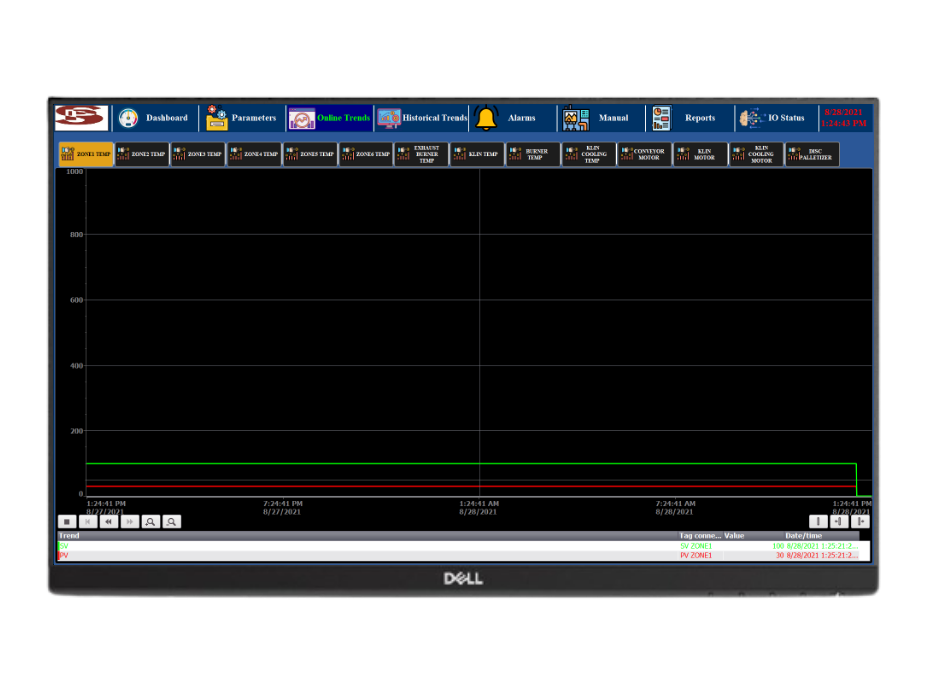 Dashboard
Parameters
Online Trends
Historical Trends
Alarms
Manual
Reports
IO Status
8/28/2021
1:24:43 PM
ZONE1 TEMP
ZONE2 TEMP
ZONE3 TEMP
ZONE4 TEMP
ZONE5 TEMP
ZONE6 TEMP
EXHAUST
BURNER
TEMP
KLIN TEMP
BURNER
TEMP
KLIN
COOLING
TEMP
CONVEYOR
MOTOR
KLIN
MOTOR
KLIN
COOLING
MOTOR
DISC
PALLETIZER
1000
800
600
400
200
0
1:24:41 PM
8/27/2021
7:24:41 PM
8/27/2021
1:24:41 AM
8/28/2021
7:24:41 AM
8/28/2021
1:24:41 PM
8/28/2021
Trend Tag conne... Value Date/time
SV SV ZONE1 100 8/28/2021 1:25:21:2...
PV PV ZONE1 30 8/28/2021 1:25:21:2...
DELL